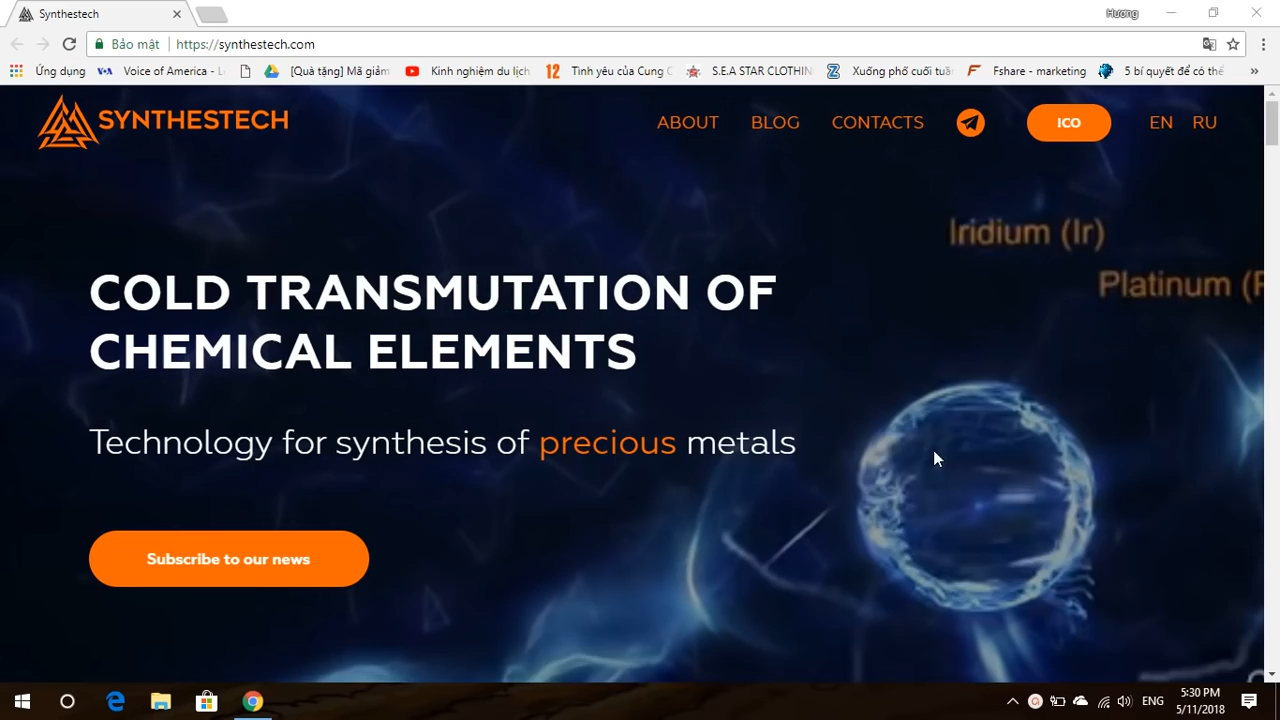 Synthestech
Hương
Bảo mật
https://synthestech.com
Ứng dụng
Voice of America - L
[Quà tặng] Mã giảm
Kinh nghiệm du lịch
Tình yêu của Cung C
S.E.A STAR CLOTHIN
Xuống phố cuối tuần
Fshare - marketing
5 bí quyết để có thể
»
SYNTHESTECH
ABOUT
BLOG
CONTACTS
ICO
EN
RU
Iridium (Ir)
Platinum (P
COLD TRANSMUTATION OF
CHEMICAL ELEMENTS
Technology for synthesis of precious metals
Subscribe to our news
ENG
5:30 PM
5/11/2018